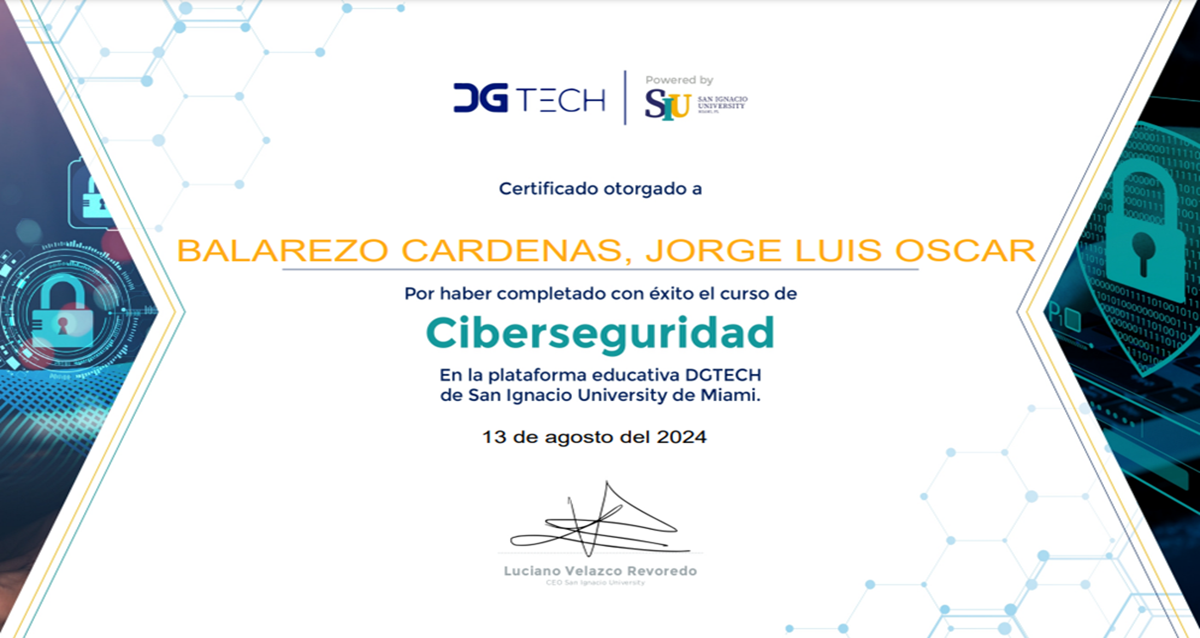 DG TECH
Powered by
SIU SAN IGNACIO
UNIVERSITY
MIAMI, FL
Certificado otorgado a
BALAREZO CARDENAS, JORGE LUIS OSCAR
Por haber completado con éxito el curso de
Ciberseguridad
En la plataforma educativa DGTECH
de San Ignacio University de Miami.
13 de agosto del 2024
Luciano Velazco Revoredo
CEO San Ignacio University